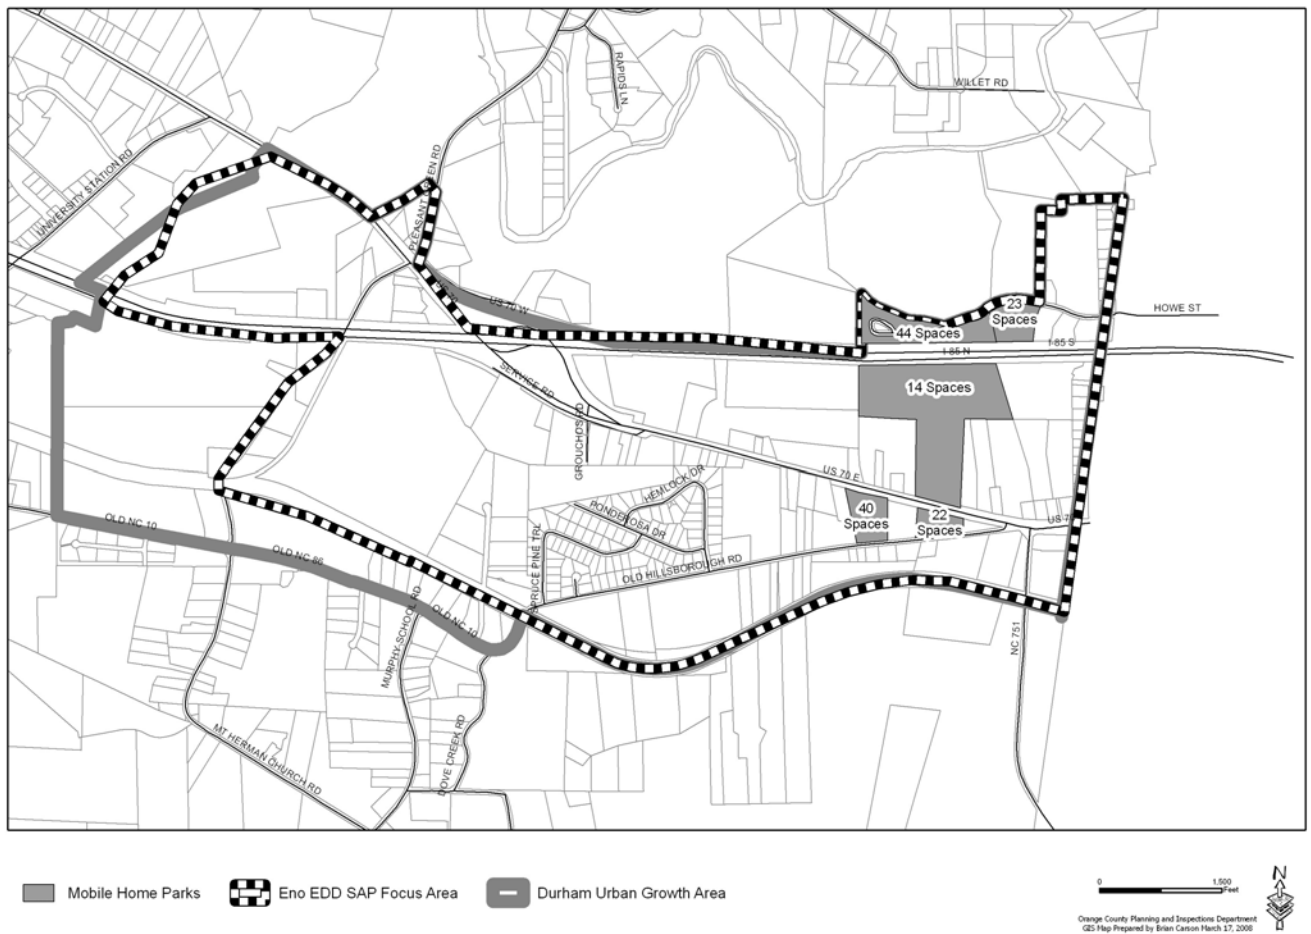 RAPIDS LN
WILLET RD
UNIVERSITY STATION RD
PLEASANT GREEN RD
US 70
US 70 W
23
Spaces
HOWE ST
44 Spaces
I-85 S
I-85 N
SERVICE RD
14 Spaces
GROUCHOS RD
US 70 E
HEMLOCK DR
PONDEROSA DR
40
Spaces
22
Spaces
US 70
OLD NC 10
OLD NC 86
SPRUCE PINE TRL
OLD HILLSBOROUGH RD
MURPHY SCHOOL RD
OLD NC 10
NC 751
MT HERMAN CHURCH RD
DOVE CREEK RD
Mobile Home Parks
Eno EDD SAP Focus Area
Durham Urban Growth Area
N
0 1,500
Feet
Orange County Planning and Inspections Department
GIS Map Prepared by Brian Carson March 17, 2008